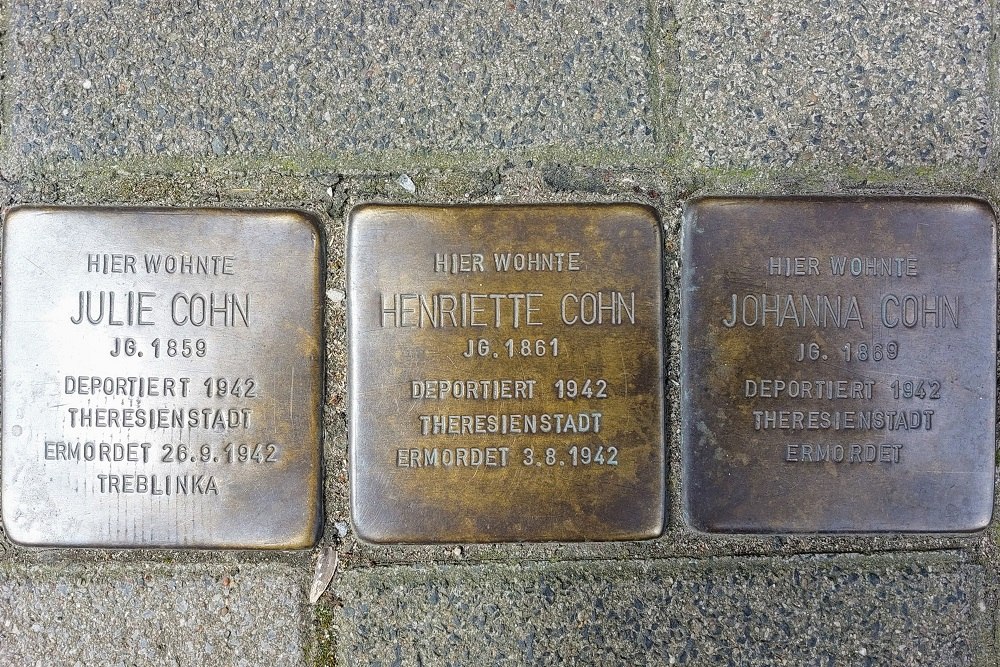 HIER WOHNTE
JULIE COHN
JG. 1859
DEPORTIERT 1942
THERESIENSTADT
ERMORDET 26.9.1942
TREBLINKA
HIER WOHNTE
HENRIETTE COHN
JG. 1861
DEPORTIERT 1942
THERESIENSTADT
ERMORDET 3.8.1942
HIER WOHNTE
JOHANNA COHN
JG. 1869
DEPORTIERT 1942
THERESIENSTADT
ERMORDET